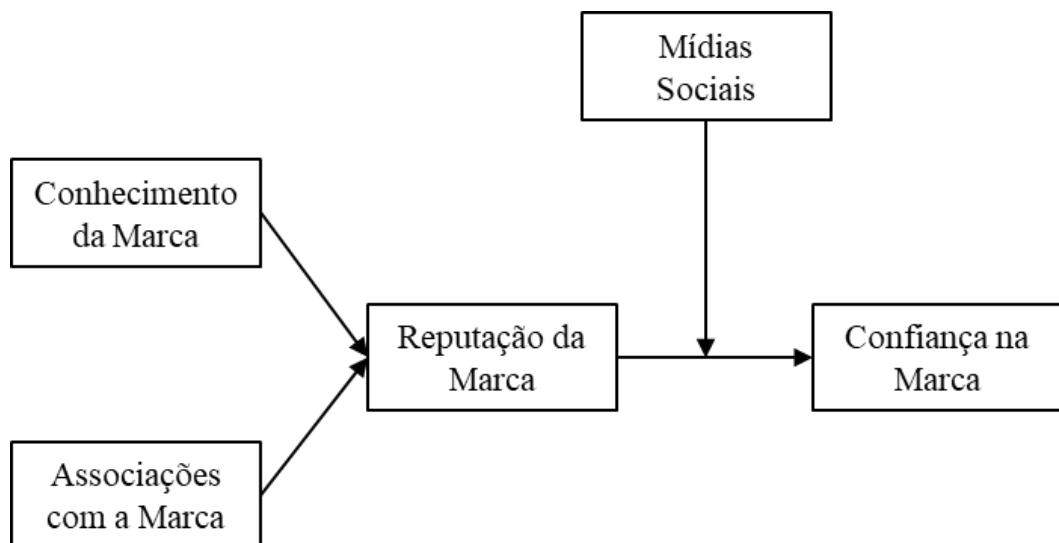 Mídias
Sociais
Conhecimento
da Marca
Reputação da
Marca
Confiança na
Marca
Associações
com a Marca